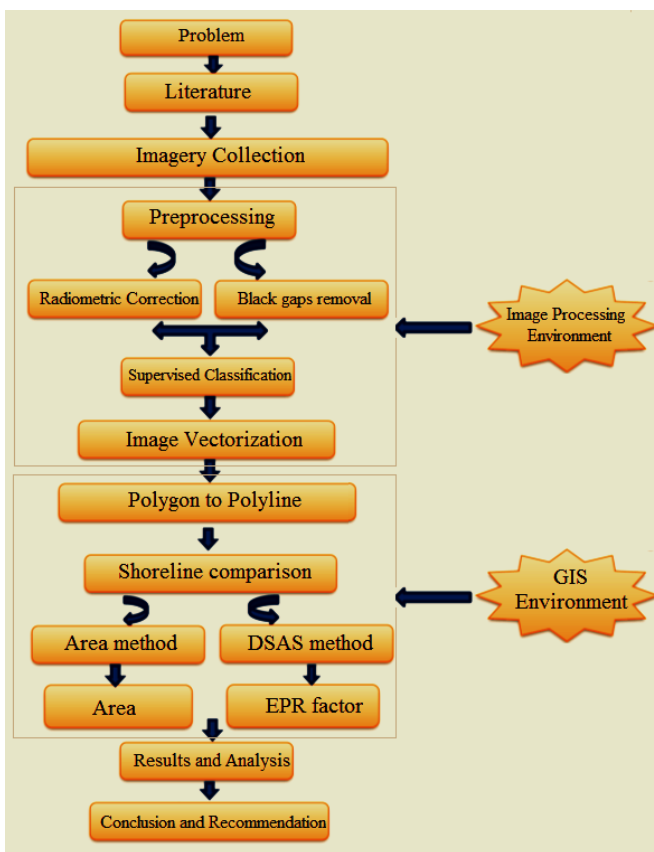 Problem
Literature
Imagery Collection
Preprocessing
Radiometric Correction
Black gaps removal
Image Processing
Environment
Supervised Classification
Image Vectorization
Polygon to Polyline
Shoreline comparison
GIS
Environment
Area method
DSAS method
Area
EPR factor
Results and Analysis
Conclusion and Recommendation